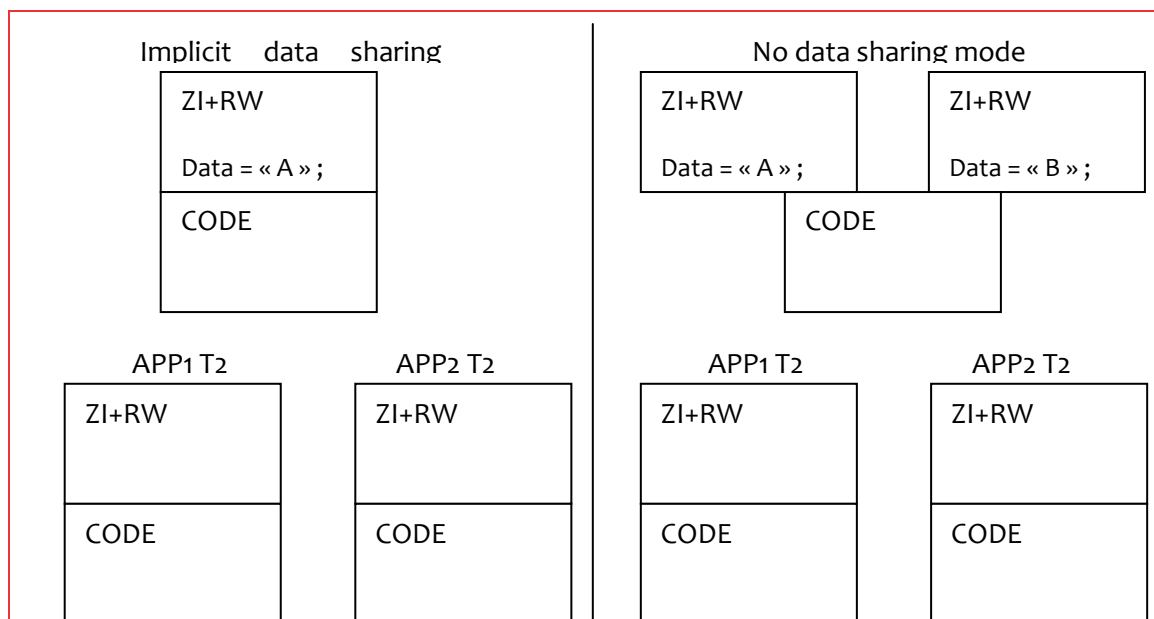 Implicit data sharing
ZI+RW
Data = « A » ;
CODE
APP1 T2
APP2 T2
ZI+RW
ZI+RW
CODE
CODE
No data sharing mode
ZI+RW
ZI+RW
Data = « A » ;
Data = « B » ;
CODE
APP1 T2
APP2 T2
ZI+RW
ZI+RW
CODE
CODE